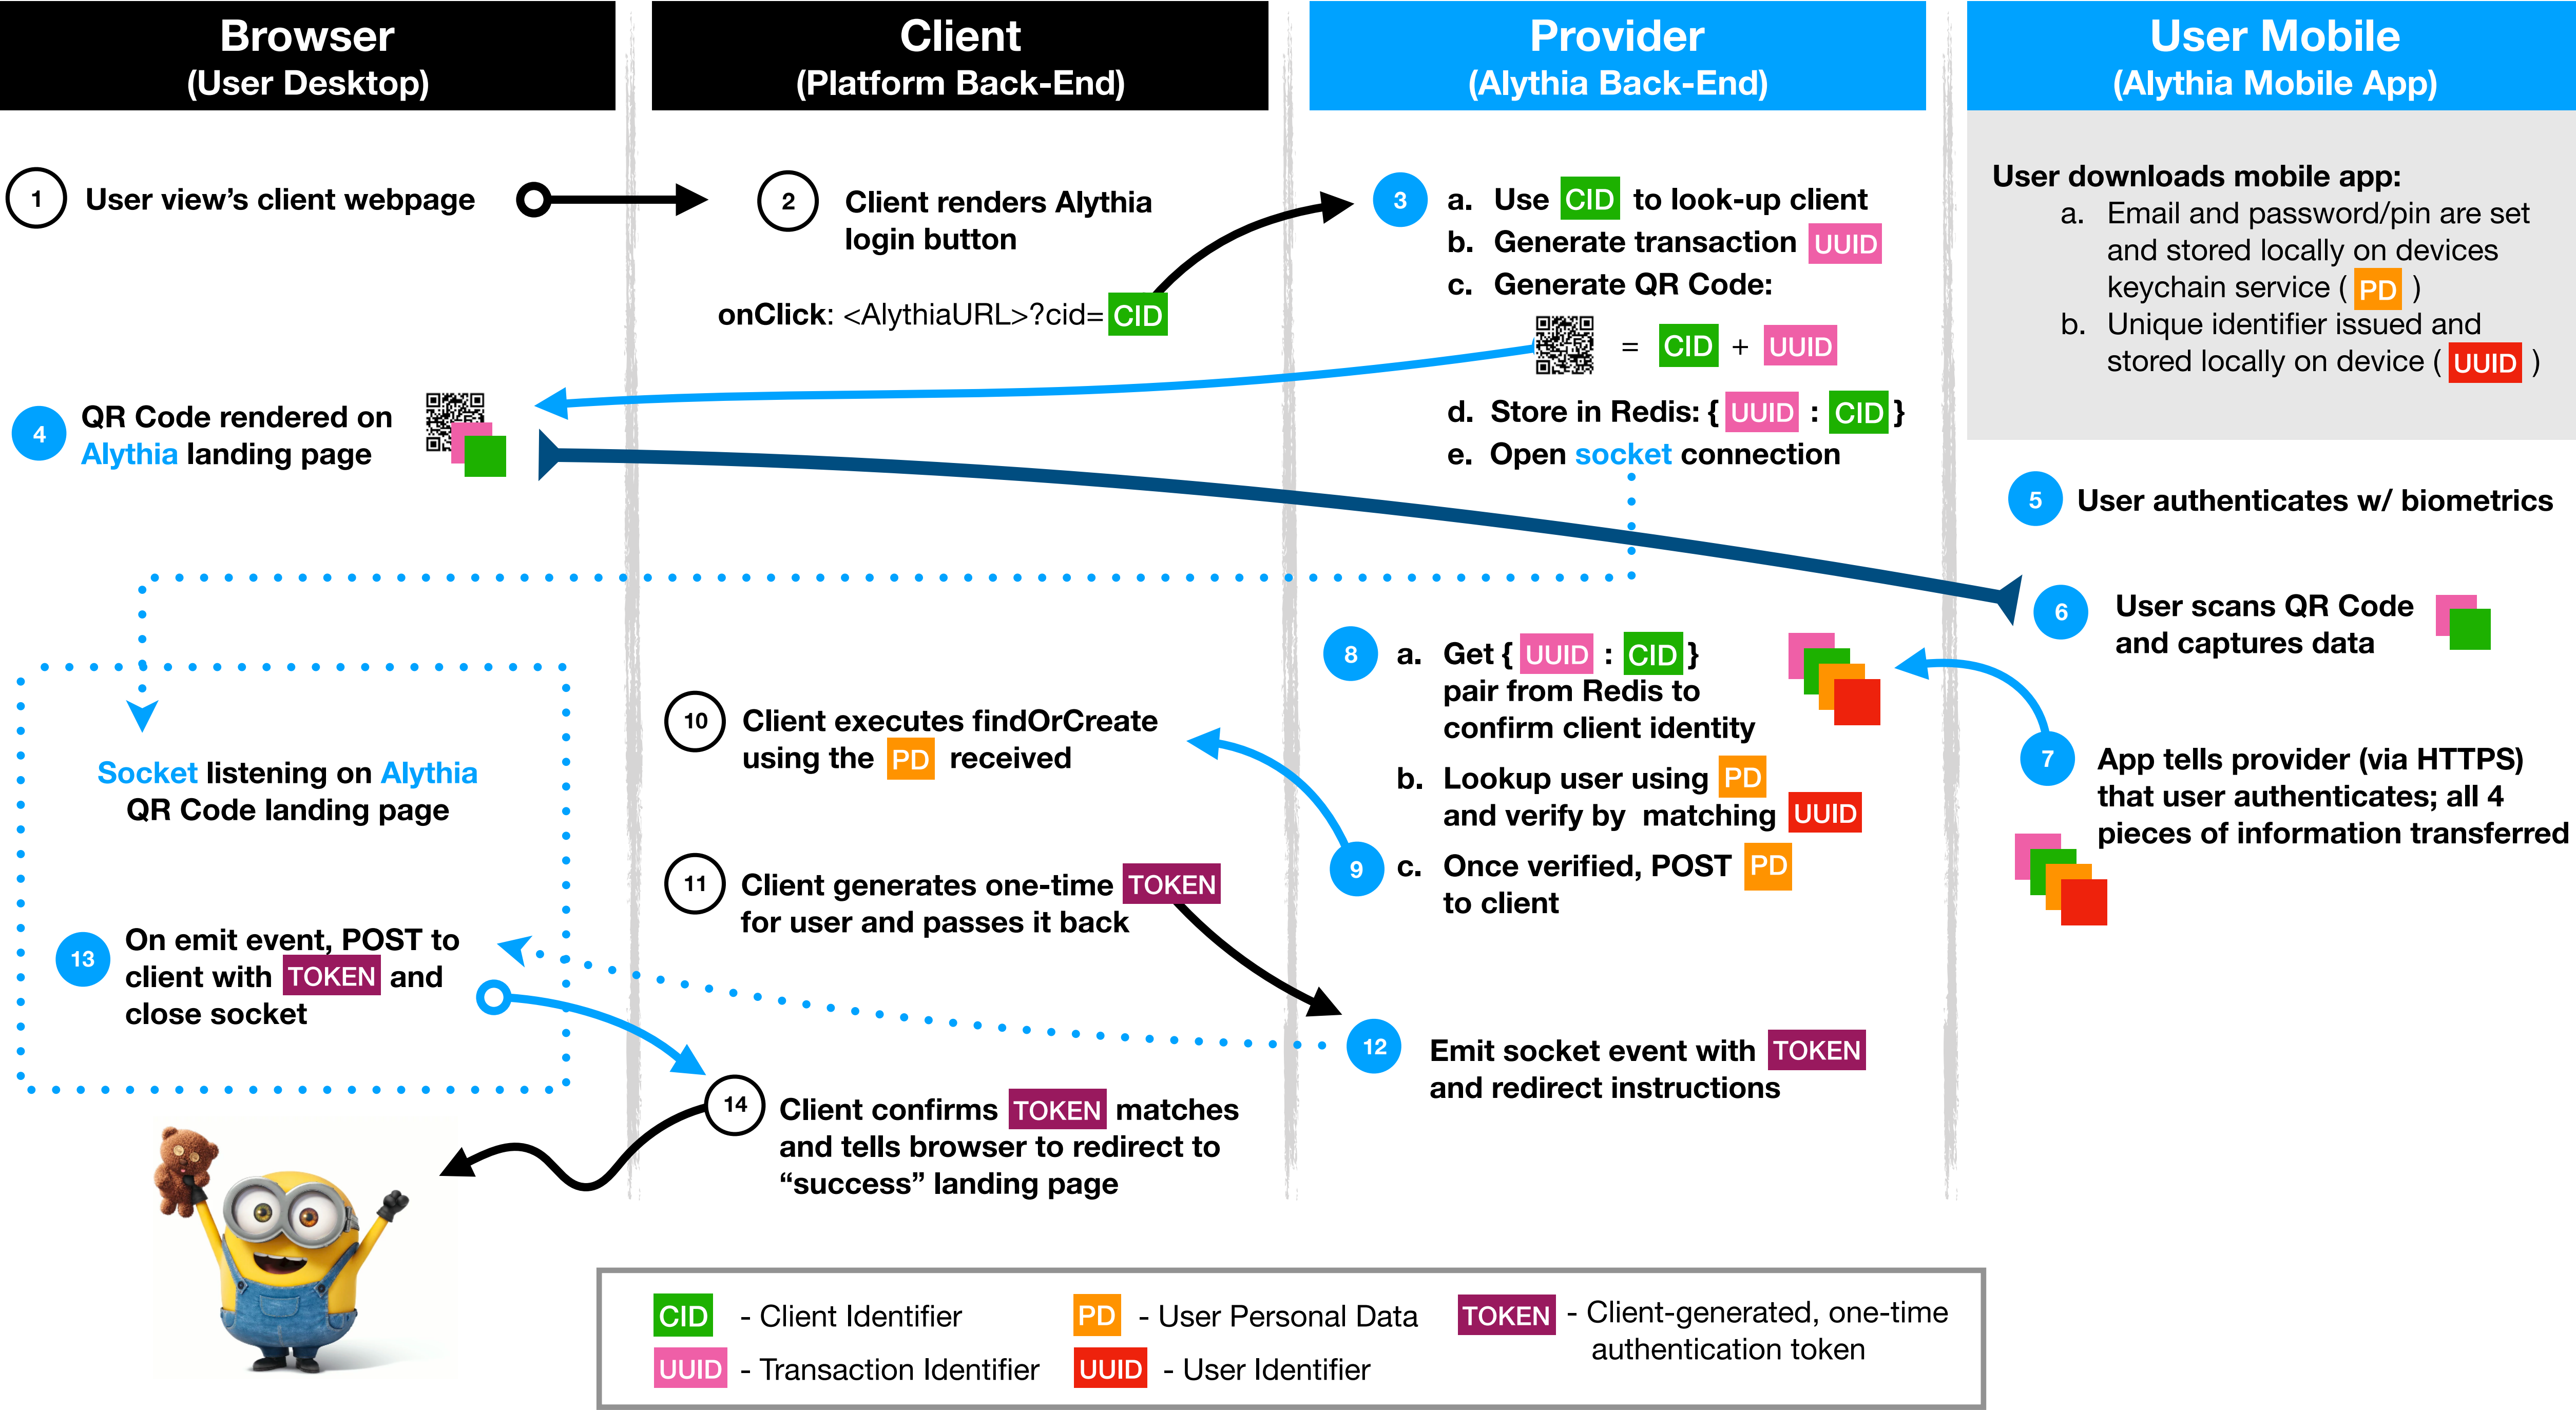 Browser
(User Desktop)
Client
(Platform Back-End)
Provider
(Alythia Back-End)
User Mobile
(Alythia Mobile App)
1 User view's client webpage
2 Client renders Alythia
login button
onClick: <AlythiaURL>?cid= CID
3 a. Use CID to look-up client
b. Generate transaction UUID
c. Generate QR Code:
= CID + UUID
d. Store in Redis: { UUID : CID }
e. Open socket connection
User downloads mobile app:
a. Email and password/pin are set
and stored locally on devices
keychain service ( PD )
b. Unique identifier issued and
stored locally on device ( UUID )
4 QR Code rendered on
Alythia landing page
5 User authenticates w/ biometrics
6 User scans QR Code
and captures data
7 App tells provider (via HTTPS)
that user authenticates; all 4
pieces of information transferred
8 a. Get { UUID : CID }
pair from Redis to
confirm client identity
b. Lookup user using PD
and verify by matching UUID
9 c. Once verified, POST PD
to client
10 Client executes findOrCreate
using the PD received
11 Client generates one-time TOKEN
for user and passes it back
12 Emit socket event with TOKEN
and redirect instructions
Socket listening on Alythia
QR Code landing page
13 On emit event, POST to
client with TOKEN and
close socket
14 Client confirms TOKEN matches
and tells browser to redirect to
“success” landing page
CID - Client Identifier
UUID - Transaction Identifier
PD - User Personal Data
UUID - User Identifier
TOKEN - Client-generated, one-time
authentication token